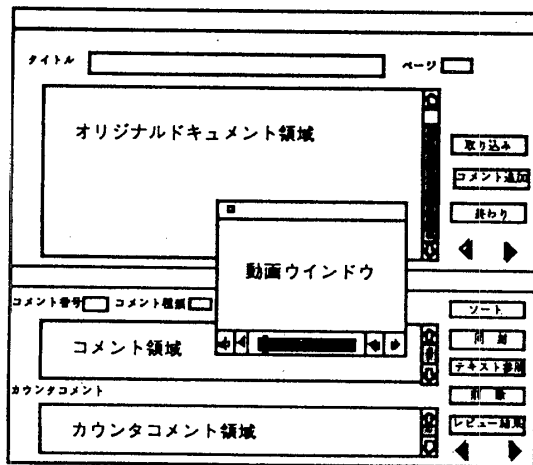 タイトル ページ
オリジナルドキュメント領域
取り込み
コメント追加
終わり
動画ウインドウ
コメント番号 コメント種類
ソート
コメント領域
テキスト参照
削除
カウンタコメント
カウンタコメント領域
レビュー結果